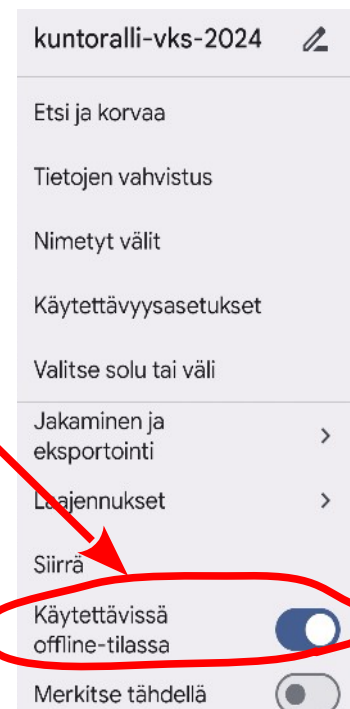 kuntoralli-vks-2024
Etsi ja korvaa
Tietojen vahvistus
Nimetyt välit
Käytettävyysasetukset
Valitse solu tai väli
Jakaminen ja
eksportointi
Laajennukset
Siirrä
Käytettävissä
offline-tilassa
Merkitse tähdellä